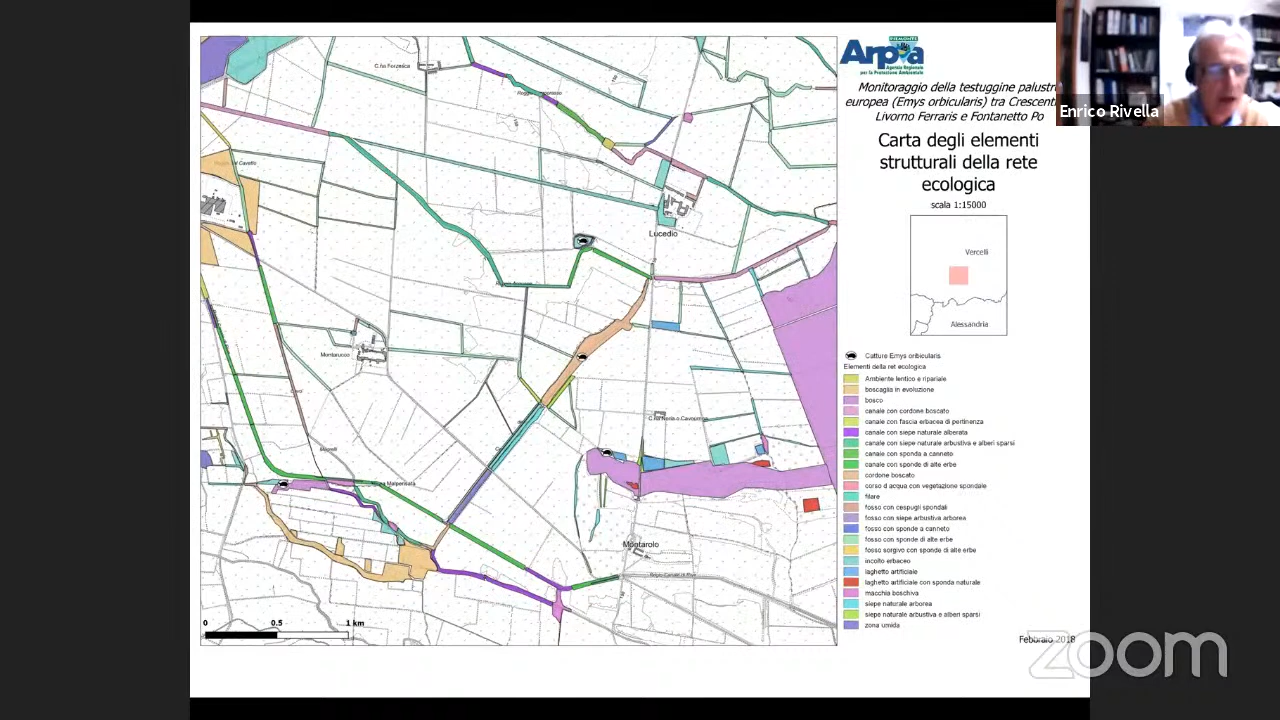 Arpa
PIEMONTE
Agenzia Regionale
per la Protezione Ambientale
Monitoraggio della testuggine palustr
europea (Emys orbicularis) tra Crescent
Livorno Ferraris e Fontanetto Po
Enrico Rivella
Carta degli elementi
strutturali della rete
ecologica
scala 1:15000
Vercelli
Alessandria
Lucedio
Montarucco
Montarolo
0 0.5 1 km
Catture Emys orbicularis
Elementi della ret ecologica
Ambiente lentico e ripariale
boscaglia in evoluzione
bosco
canale con cordone boscato
canale con fascia erbacea di pertinenza
canale con siepe naturale alberata
canale con siepe naturale arbustiva e alberi sparsi
canale con sponda a canneto
canale con sponde di alte erbe
cordone boscato
corso d acqua con vegetazione spondale
filare
fosso con cespugli spondali
fosso con siepe arbustiva arborea
fosso con sponde a canneto
fosso con sponde di alte erbe
fosso sorgivo con sponde di alte erbe
incolto erbaceo
laghetto artificiale
laghetto artificiale con sponda naturale
macchia boschiva
siepe naturale arborea
siepe naturale arbustiva e alberi sparsi
zona umida
Febbraio 2018
zoom